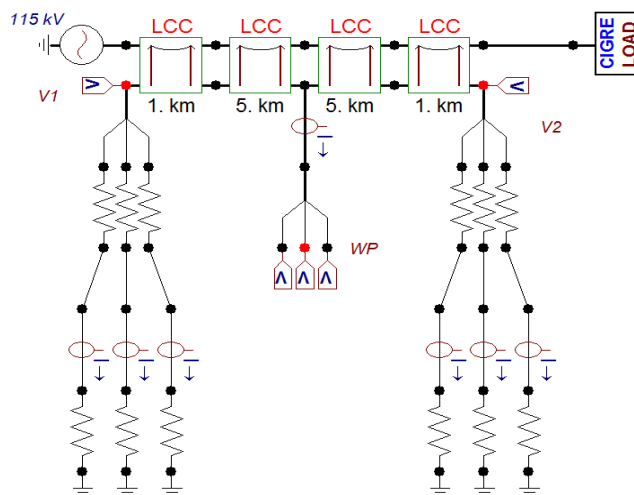 115 kV
LCC LCC LCC LCC
CIGRE
LOAD
V1
V
1. km 5. km 5. km 1. km
V
V2
I
WP
V V V
I I I
I I I